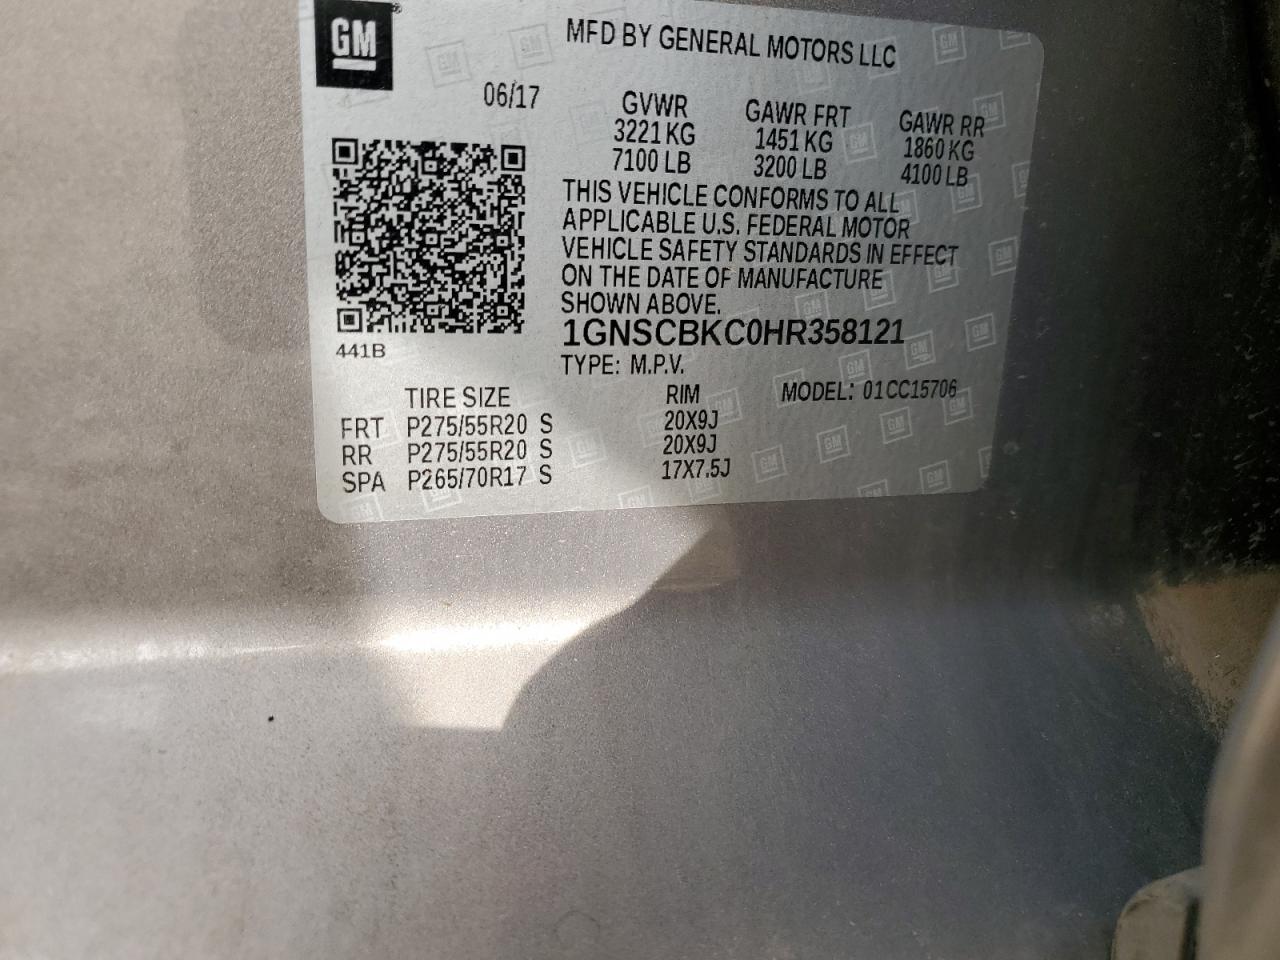 GM
MFD BY GENERAL MOTORS LLC
06/17
GVWR GAWR FRT GAWR RR
3221 KG 1451 KG 1860 KG
7100 LB 3200 LB 4100 LB
THIS VEHICLE CONFORMS TO ALL
APPLICABLE U.S. FEDERAL MOTOR
VEHICLE SAFETY STANDARDS IN EFFECT
ON THE DATE OF MANUFACTURE
SHOWN ABOVE.
1GNSCBKC0HR358121
441B
TYPE: M.P.V.
TIRE SIZE RIM MODEL: 01CC15706
FRT P275/55R20 S 20X9J
RR P275/55R20 S 20X9J
SPA P265/70R17 S 17X7.5J